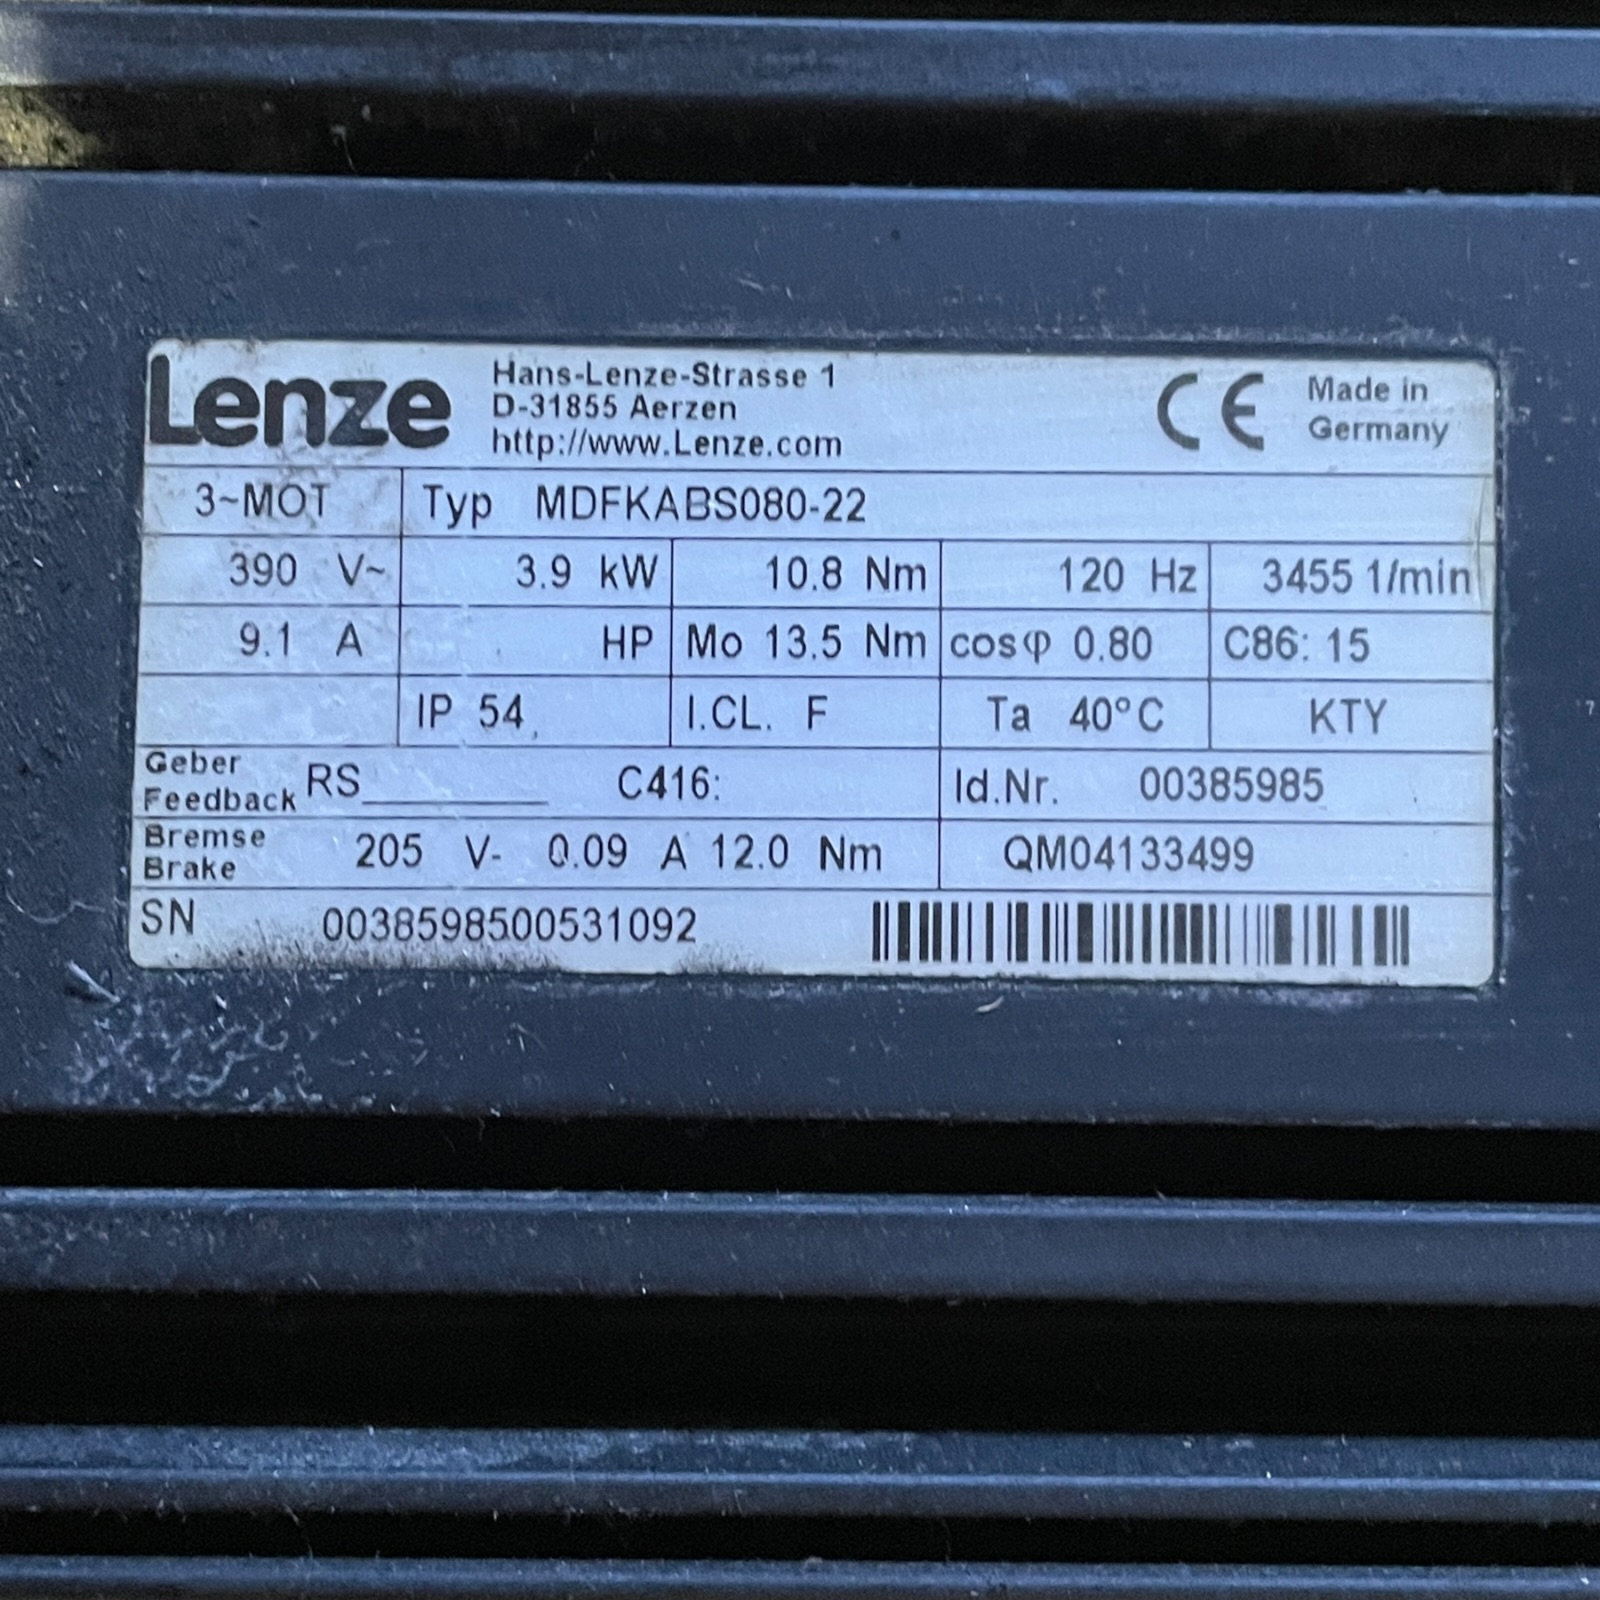 Lenze
Hans-Lenze-Strasse 1
D-31855 Aerzen
http://www.Lenze.com
CE
Made in
Germany
3~MOT Typ MDFKABS080-22
390 V~ 3.9 kW 10.8 Nm 120 Hz 3455 1/min
9.1 A HP Mo 13.5 Nm cosφ 0.80 C86: 15
IP 54 I.CL. F Ta 40°C KTY
Geber
Feedback RS________ C416: Id.Nr. 00385985
Bremse
Brake 205 V- 0.09 A 12.0 Nm QM04133499
SN 0038598500531092